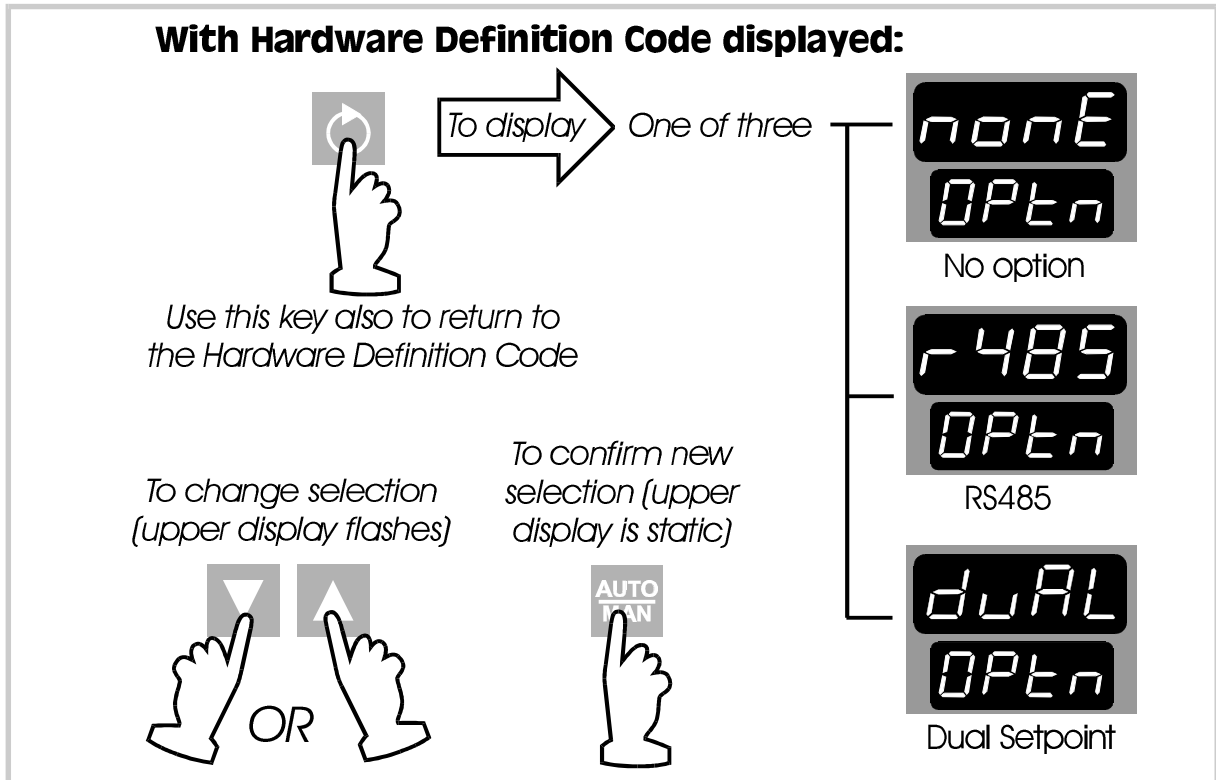 With Hardware Definition Code displayed:
To display
One of three
nonE
OPtn
No option
Use this key also to return to
the Hardware Definition Code
r485
OPtn
RS485
To change selection
(upper display flashes)
To confirm new
selection (upper
display is static)
AUTO
MAN
OR
duAL
OPtn
Dual Setpoint